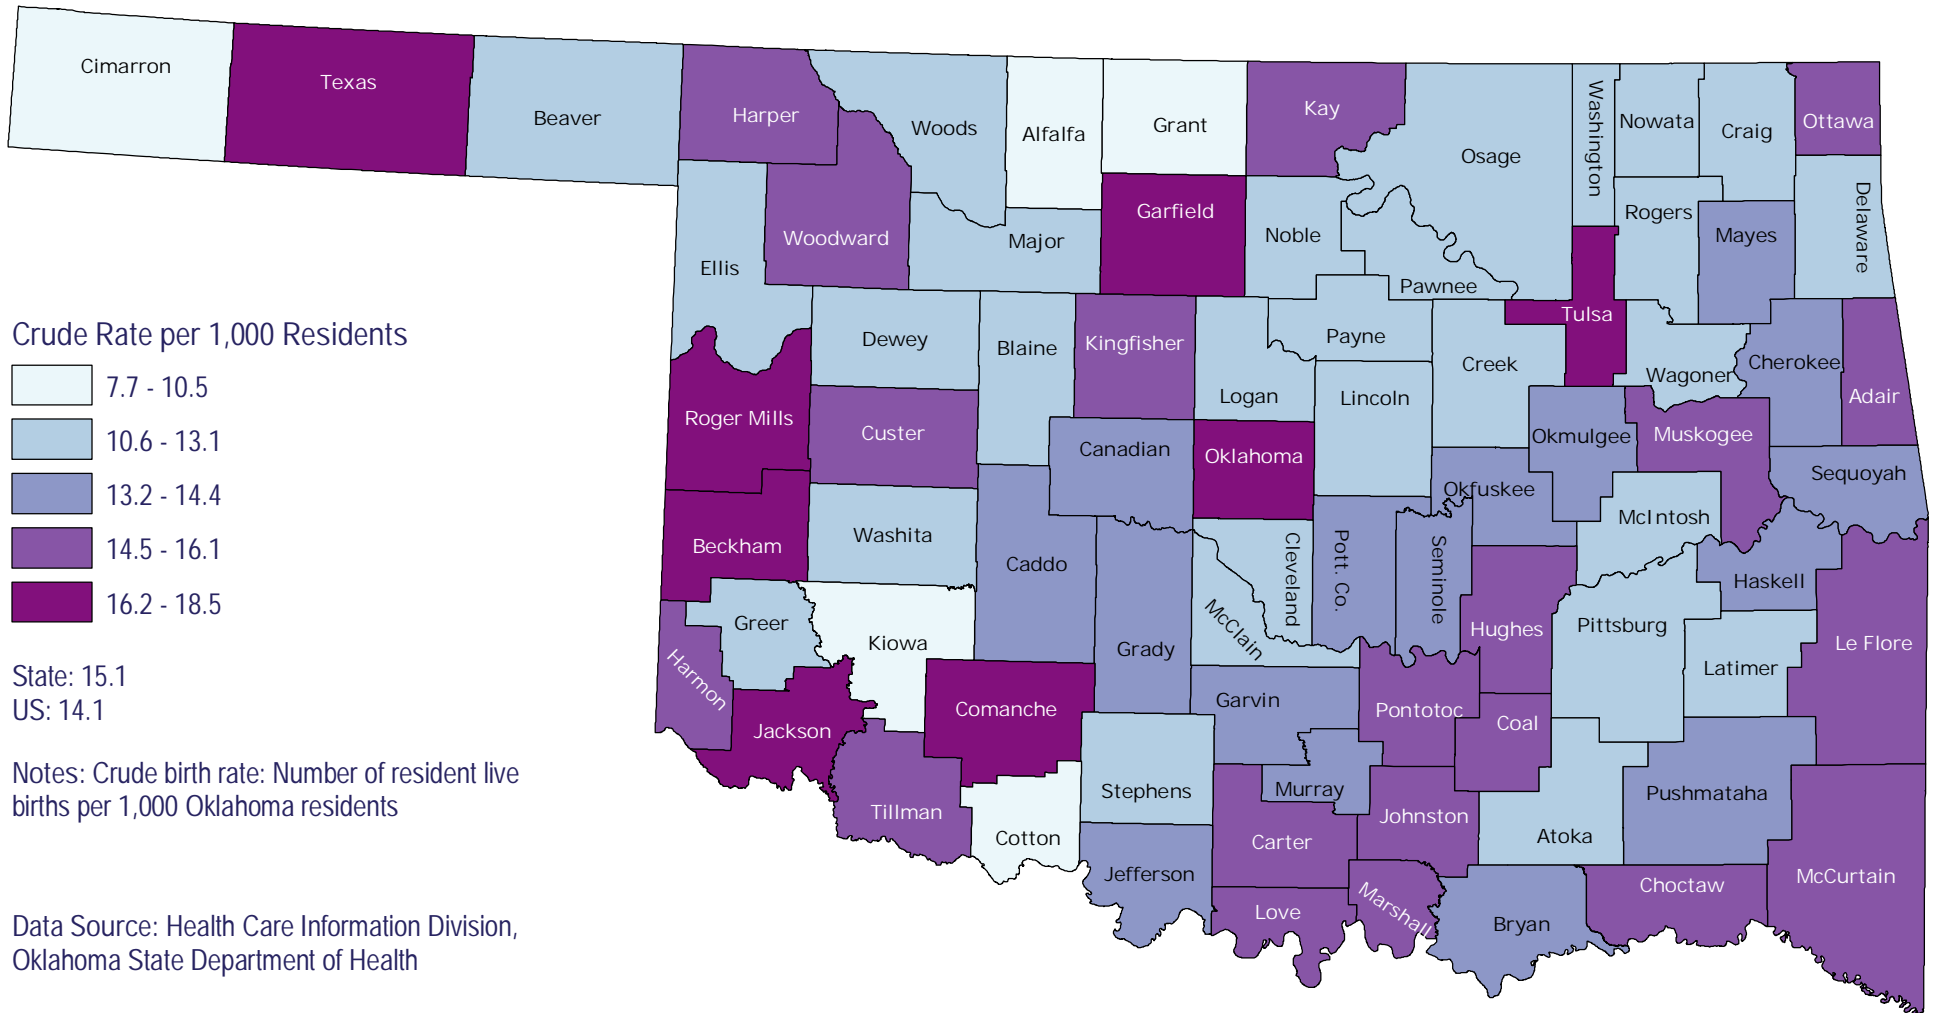 Cimarron
Texas
Beaver
Harper
Woods
Alfalfa
Grant
Kay
Osage
Washington
Nowata
Craig
Ottawa
Delaware
Ellis
Woodward
Major
Garfield
Noble
Pawnee
Rogers
Mayes
Tulsa
Dewey
Blaine
Kingfisher
Logan
Payne
Lincoln
Creek
Wagoner
Cherokee
Adair
Roger Mills
Custer
Canadian
Oklahoma
Okmulgee
Muskogee
Sequoyah
Okfuskee
McIntosh
Beckham
Washita
Caddo
Grady
McClain
Cleveland
Pott. Co.
Seminole
Hughes
Pittsburg
Haskell
Latimer
Le Flore
Greer
Kiowa
Harmon
Jackson
Comanche
Garvin
Pontotoc
Coal
Stephens
Murray
Johnston
Atoka
Pushmataha
Tillman
Cotton
Carter
Jefferson
Love
Marshall
Bryan
Choctaw
McCurtain
Crude Rate per 1,000 Residents
7.7 - 10.5
10.6 - 13.1
13.2 - 14.4
14.5 - 16.1
16.2 - 18.5
State: 15.1
US: 14.1
Notes: Crude birth rate: Number of resident live
births per 1,000 Oklahoma residents
Data Source: Health Care Information Division,
Oklahoma State Department of Health